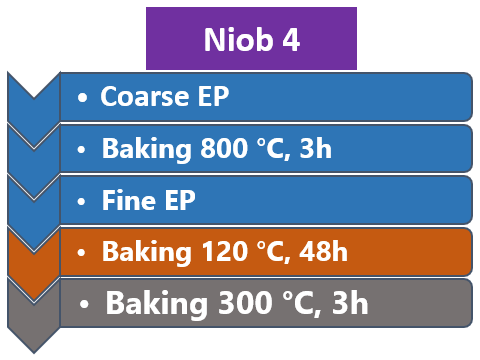 Niob 4
• Coarse EP
• Baking 800 °C, 3h
• Fine EP
• Baking 120 °C, 48h
• Baking 300 °C, 3h